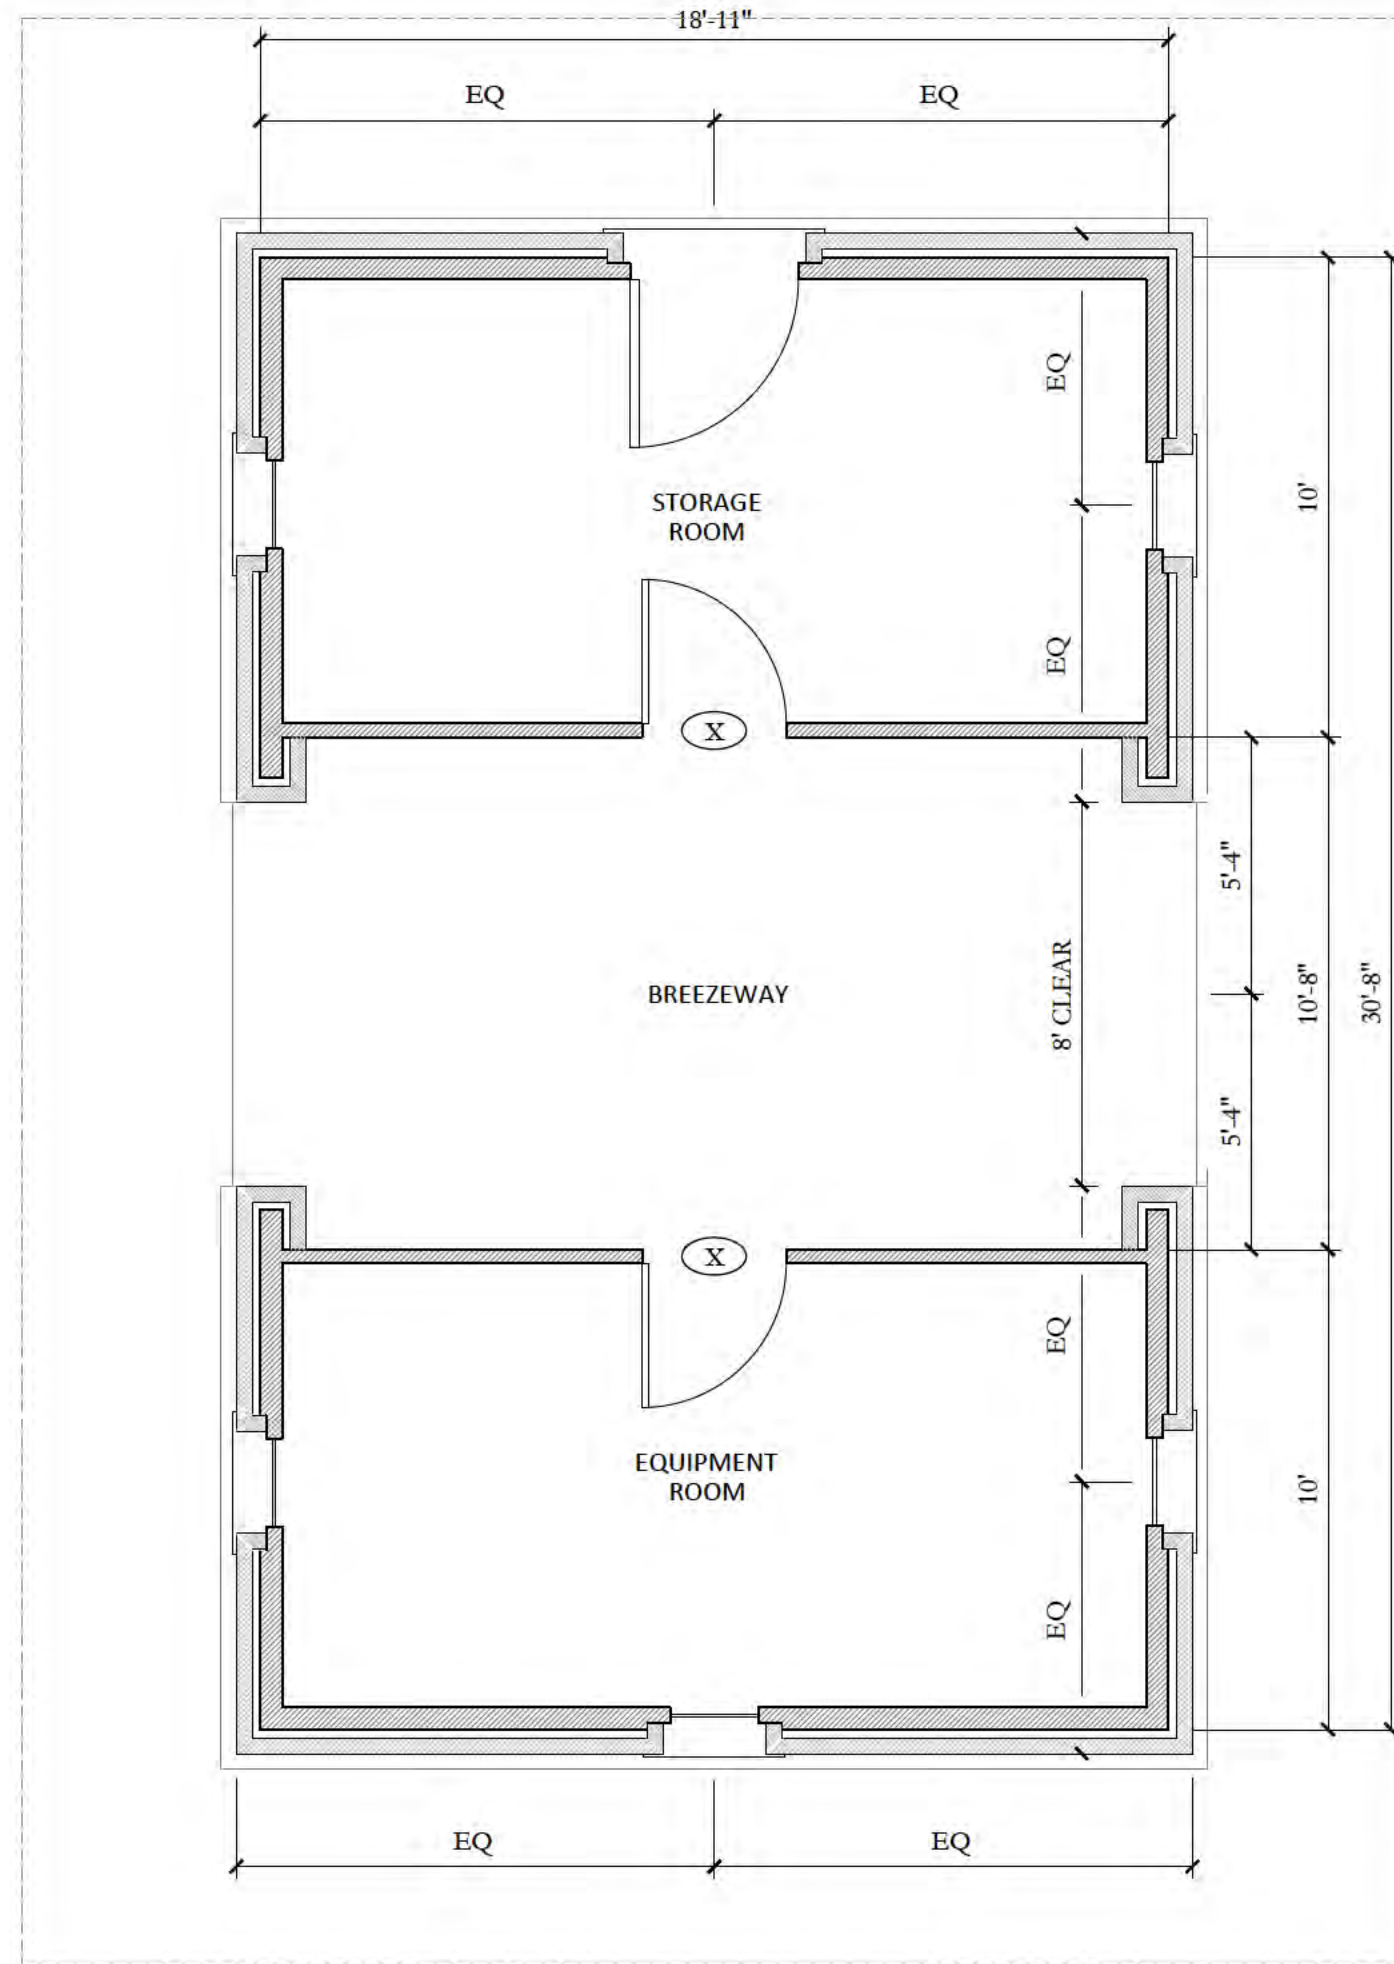 18'-11"
EQ
EQ
EQ
10'
STORAGE
ROOM
EQ
X
5'-4"
8' CLEAR
BREEZEWAY
10'-8"
30'-8"
5'-4"
X
EQ
EQUIPMENT
ROOM
10'
EQ
EQ
EQ